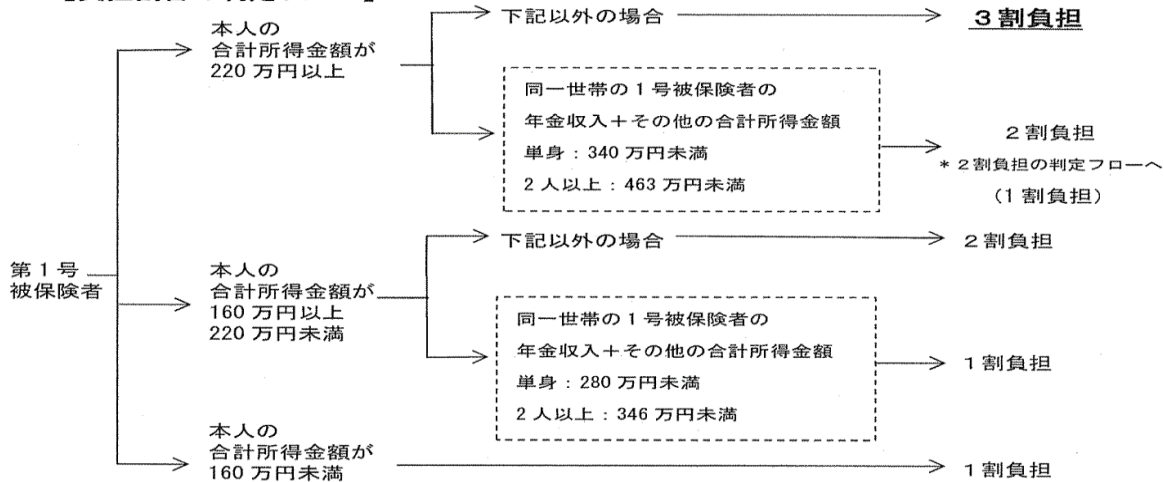 下記以外の場合
3割負担
本人の
合計所得金額が
220万円以上
同一世帯の1号被保険者の
年金収入+その他の合計所得金額
単身:340万円未満
2人以上:463万円未満
2割負担
*2割負担の判定フローへ
(1割負担)
下記以外の場合
2割負担
第1号
被保険者
本人の
合計所得金額が
160万円以上
220万円未満
同一世帯の1号被保険者の
年金収入+その他の合計所得金額
単身:280万円未満
2人以上:346万円未満
1割負担
本人の
合計所得金額が
160万円未満
1割負担